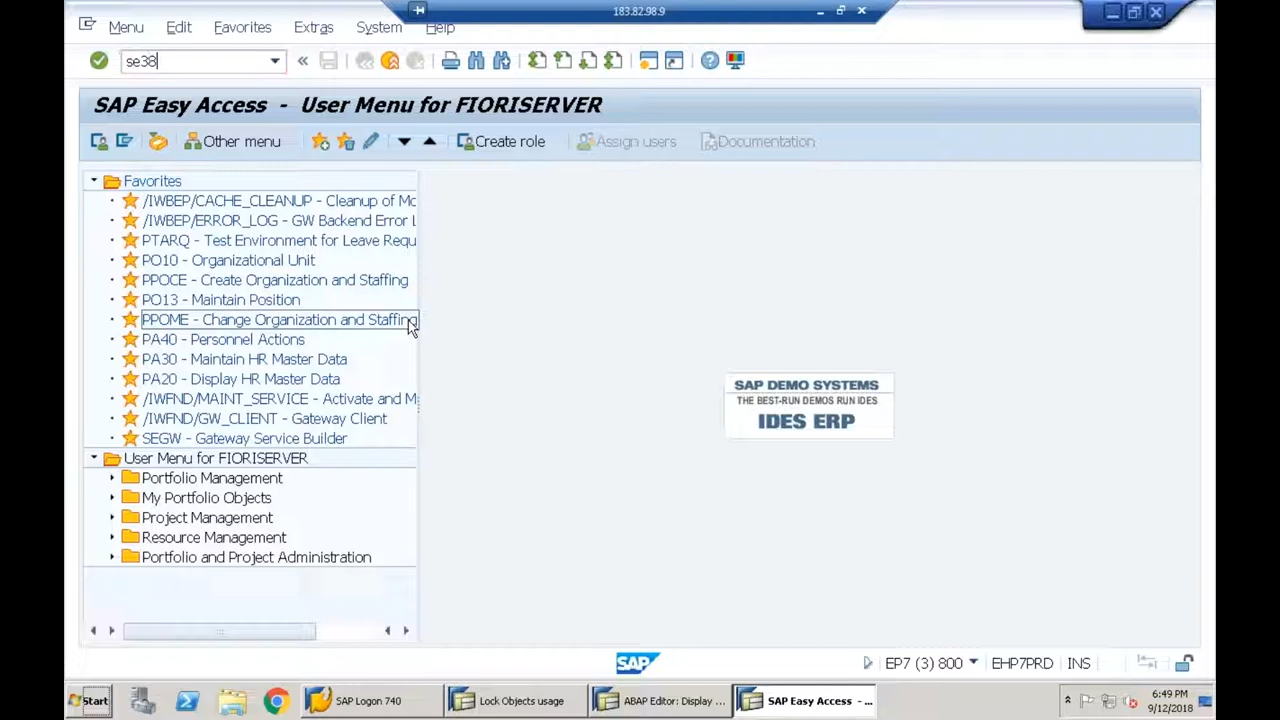 183.82.98.9
Menu Edit Favorites Extras System Help
se38
SAP Easy Access - User Menu for FIORISERVER
Other menu Create role Assign users Documentation
Favorites
/IWBEP/CACHE_CLEANUP - Cleanup of Mo
/IWBEP/ERROR_LOG - GW Backend Error L
PTARQ - Test Environment for Leave Requ
PO10 - Organizational Unit
PPOCE - Create Organization and Staffing
PO13 - Maintain Position
PPOME - Change Organization and Staffing
PA40 - Personnel Actions
PA30 - Maintain HR Master Data
PA20 - Display HR Master Data
/IWFND/MAINT_SERVICE - Activate and M
/IWFND/GW_CLIENT - Gateway Client
SEGW - Gateway Service Builder
User Menu for FIORISERVER
Portfolio Management
My Portfolio Objects
Project Management
Resource Management
Portfolio and Project Administration
SAP DEMO SYSTEMS
THE BEST-RUN DEMOS RUN IDES
IDES ERP
SAP
EP7 (3) 800 EHP7PRD INS
Start SAP Logon 740 Lock Objects usage ABAP Editor: Display ... SAP Easy Access - ...
6:49 PM
9/12/2018